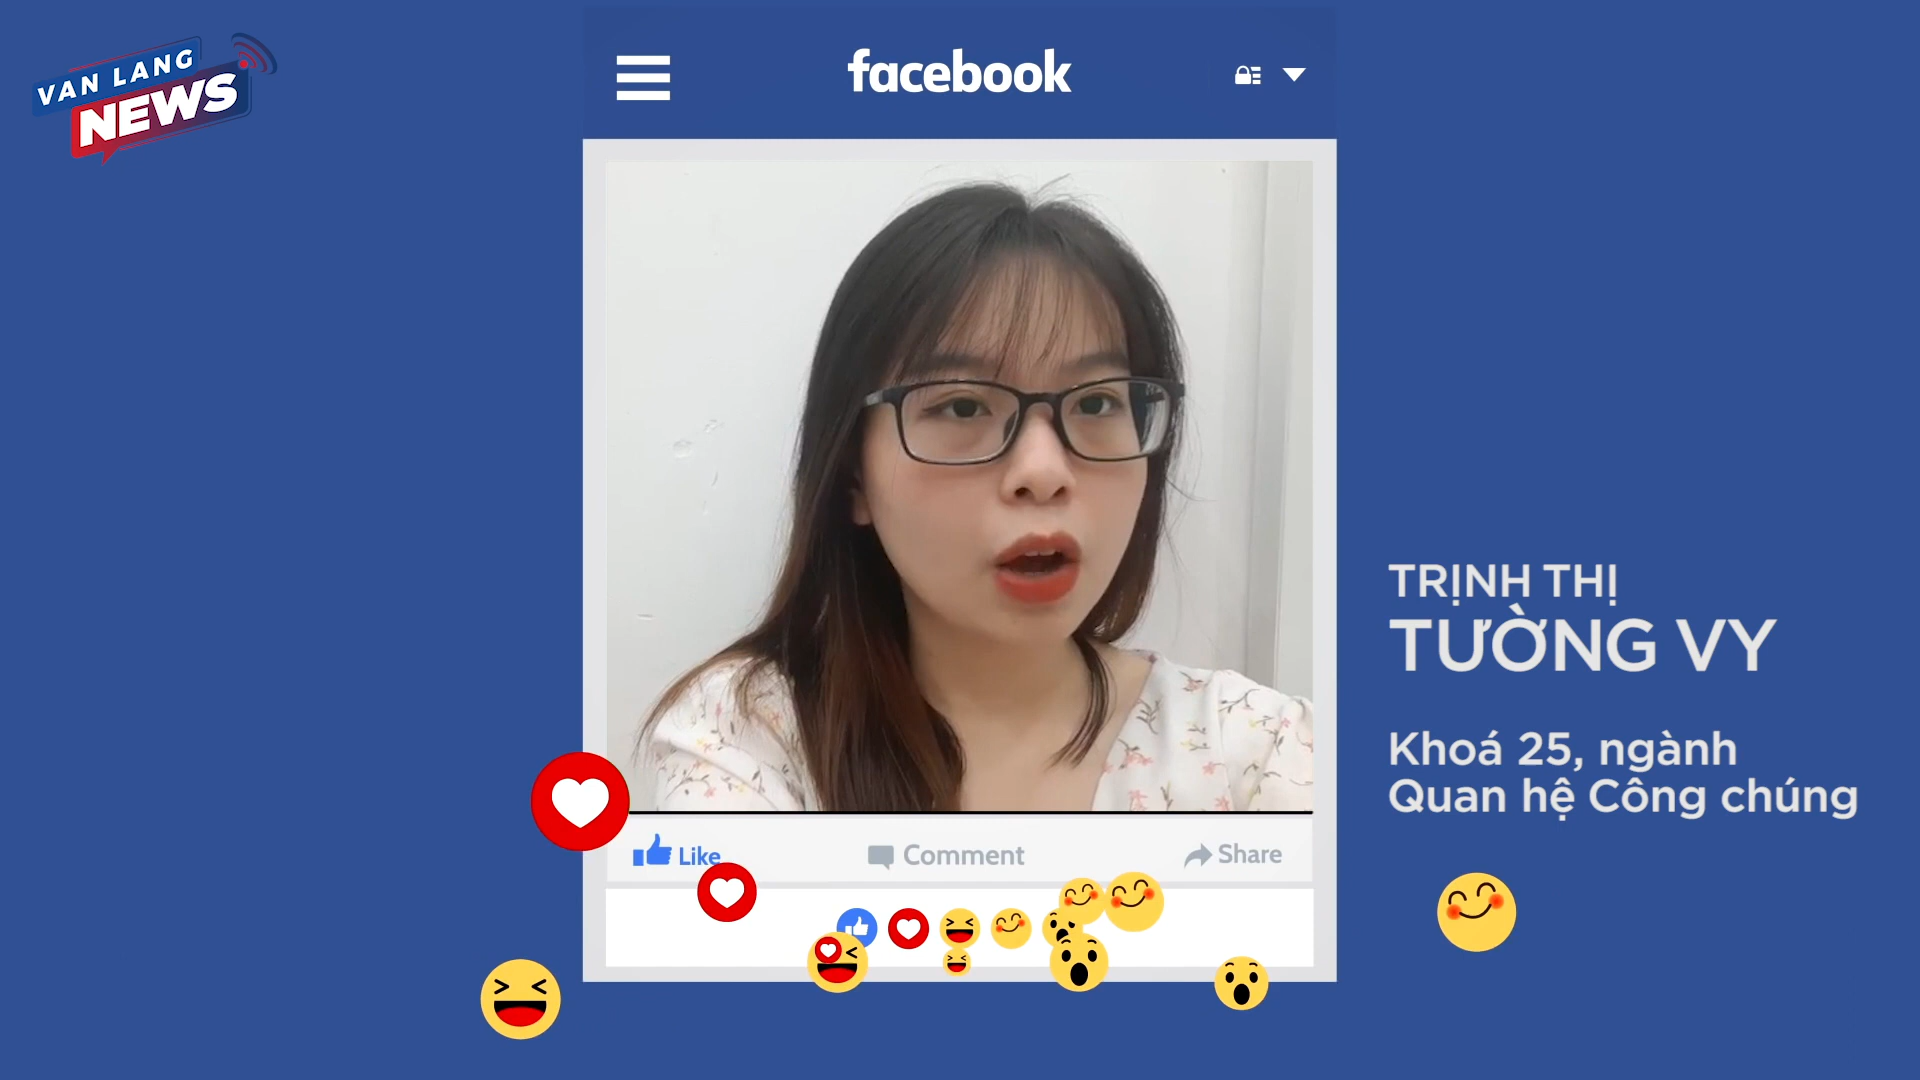 VAN LANG
NEWS
facebook
Like
Comment
Share
TRỊNH THỊ
TƯỜNG VY
Khoá 25, ngành
Quan hệ Công chúng